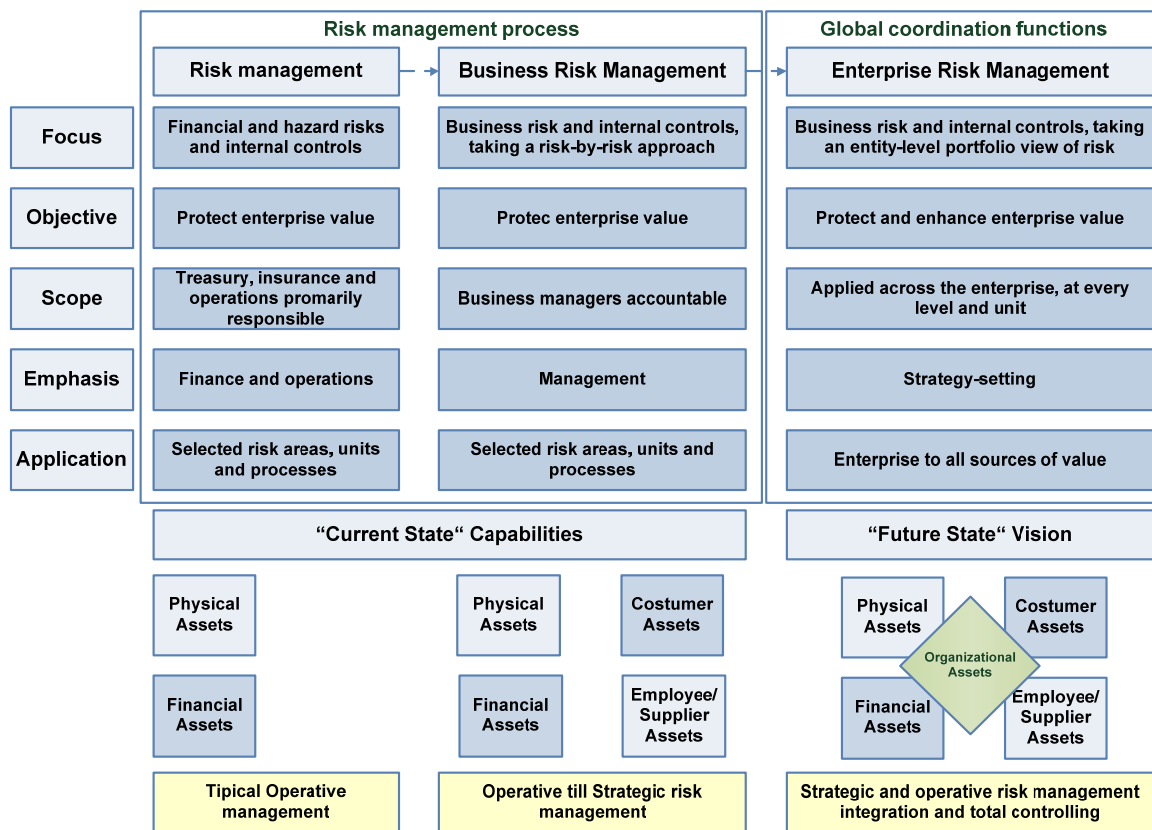 Risk management process
Global coordination functions
Risk management
Business Risk Management
Enterprise Risk Management
Focus
Financial and hazard risks
and internal controls
Business risk and internal controls,
taking a risk-by-risk approach
Business risk and internal controls, taking
an entity-level portfolio view of risk
Objective
Protect enterprise value
Protec enterprise value
Protect and enhance enterprise value
Scope
Treasury, insurance and
operations promarily
responsible
Business managers accountable
Applied across the enterprise, at every
level and unit
Emphasis
Finance and operations
Management
Strategy-setting
Application
Selected risk areas, units
and processes
Selected risk areas, units and
processes
Enterprise to all sources of value
“Current State“ Capabilities
“Future State“ Vision
Physical
Assets
Physical
Assets
Costumer
Assets
Physical
Assets
Costumer
Assets
Organizational
Assets
Financial
Assets
Financial
Assets
Employee/
Supplier
Assets
Financial
Assets
Employee/
Supplier
Assets
Tipical Operative
management
Operative till Strategic risk
management
Strategic and operative risk management
integration and total controlling